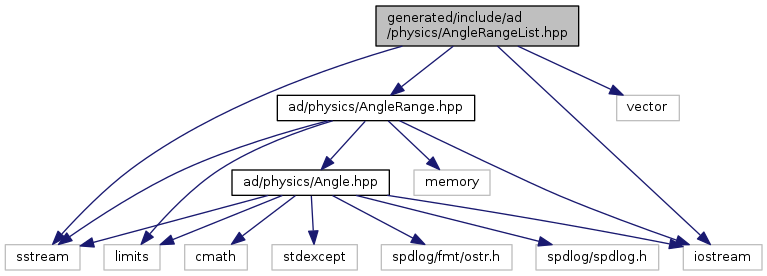 generated/include/ad
/physics/AngleRangeList.hpp
ad/physics/AngleRange.hpp
vector
ad/physics/Angle.hpp
memory
sstream
limits
cmath
stdexcept
spdlog/fmt/ostr.h
spdlog/spdlog.h
iostream